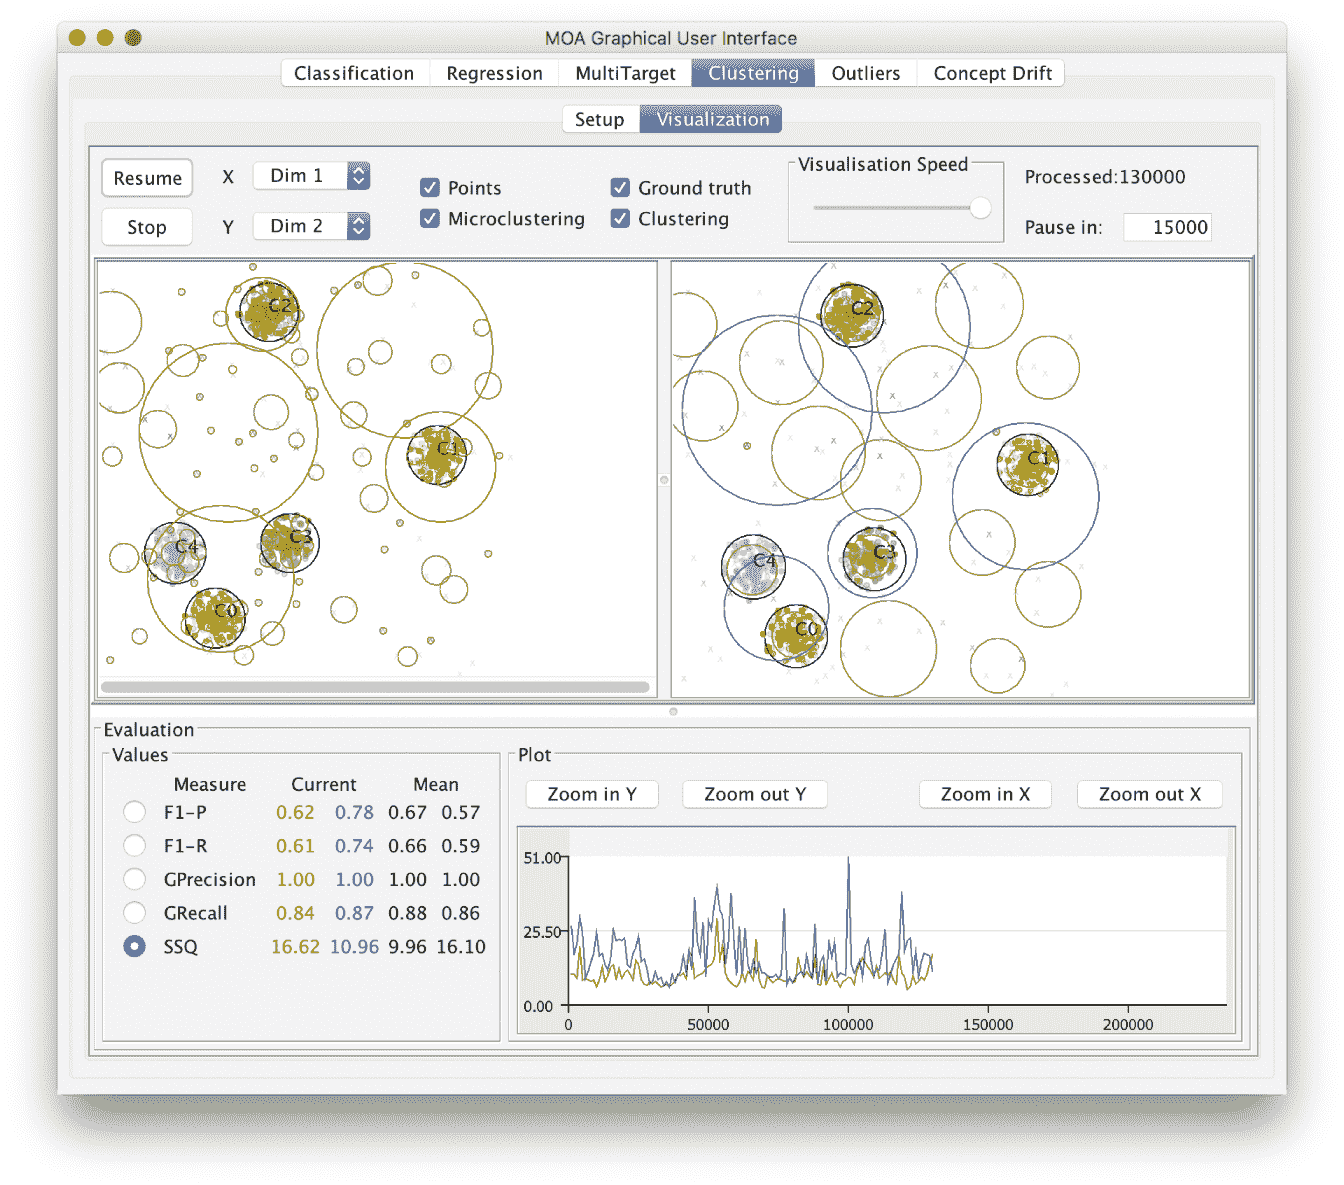 MOA Graphical User Interface
Classification Regression MultiTarget Clustering Outliers Concept Drift
Setup Visualization
Resume X Dim 1 Points Ground truth Visualisation Speed Processed:130000
Stop Y Dim 2 Microclustering Clustering Pause in: 15000
C2 C1 C4 C3 C0
C2 C1 C4 C3 C0
Evaluation
Values
Measure Current Mean
F1-P 0.62 0.78 0.67 0.57
F1-R 0.61 0.74 0.66 0.59
GPrecision 1.00 1.00 1.00 1.00
GRecall 0.84 0.87 0.88 0.86
SSQ 16.62 10.96 9.96 16.10
Plot
Zoom in Y Zoom out Y Zoom in X Zoom out X
51.00
25.50
0.00
0 50000 100000 150000 200000